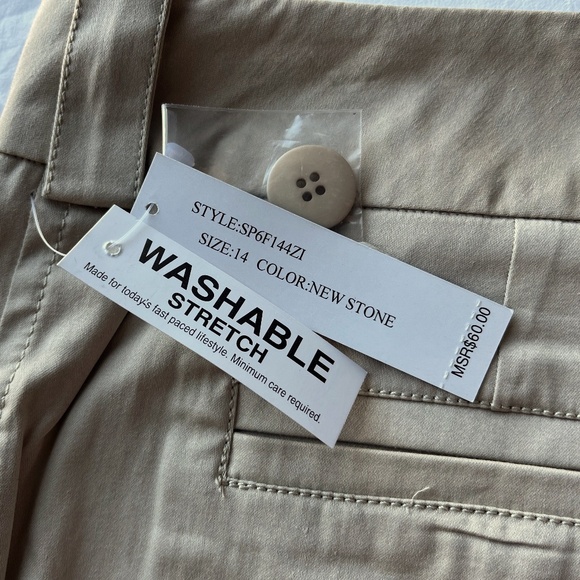 STYLE:SP6F144ZI
SIZE:14 COLOR:NEW STONE
MSR$60.00
WASHABLE
STRETCH
Made for today's fast paced lifestyle. Minimum care required.